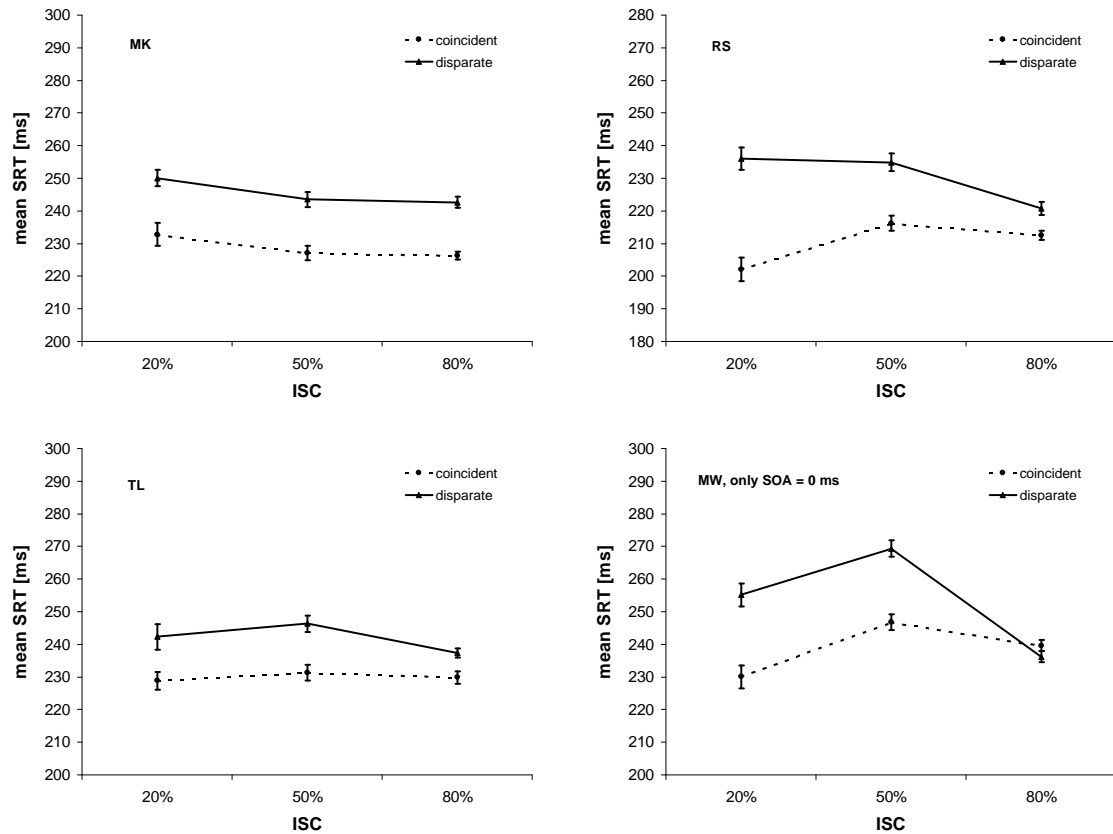 MK
coincident
disparate
mean SRT [ms]
300
290
280
270
260
250
240
230
220
210
200
20% 50% 80%
ISC
RS
coincident
disparate
mean SRT [ms]
280
270
260
250
240
230
220
210
200
190
180
20% 50% 80%
ISC
TL
coincident
disparate
mean SRT [ms]
300
290
280
270
260
250
240
230
220
210
200
20% 50% 80%
ISC
MW, only SOA = 0 ms
coincident
disparate
mean SRT [ms]
300
290
280
270
260
250
240
230
220
210
200
20% 50% 80%
ISC